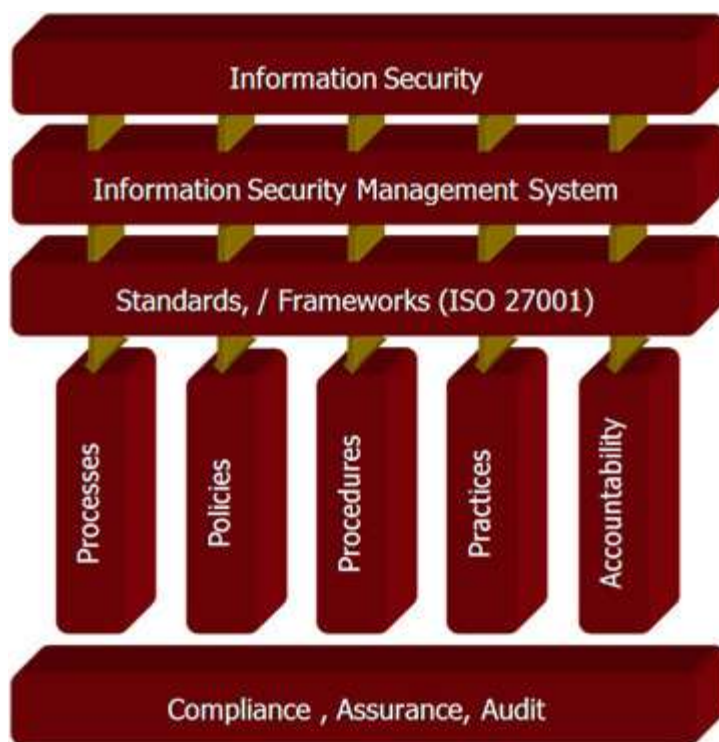 Information Security
Information Security Management System
Standards, / Frameworks (ISO 27001)
Processes
Policies
Procedures
Practices
Accountability
Compliance , Assurance, Audit